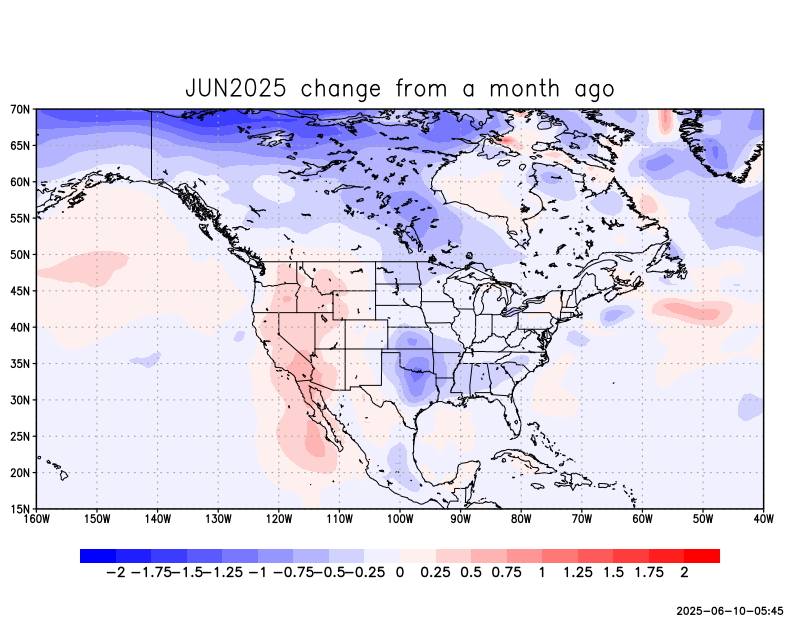 JUN2025 change from a month ago
70N
65N
60N
55N
50N
45N
40N
35N
30N
25N
20N
15N
160W 150W 140W 130W 120W 110W 100W 90W 80W 70W 60W 50W 40W
-2 -1.75 -1.5 -1.25 -1 -0.75 -0.5 -0.25 0 0.25 0.5 0.75 1 1.25 1.5 1.75 2
2025-06-10-05:45